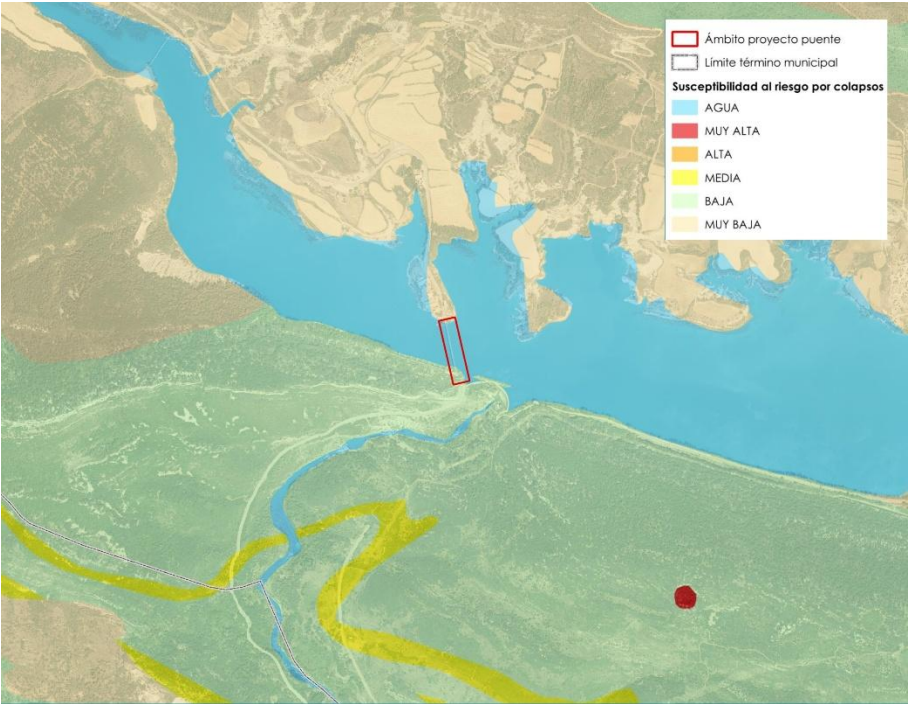 Ámbito proyecto puente
Límite término municipal
Susceptibilidad al riesgo por colapsos
AGUA
MUY ALTA
ALTA
MEDIA
BAJA
MUY BAJA